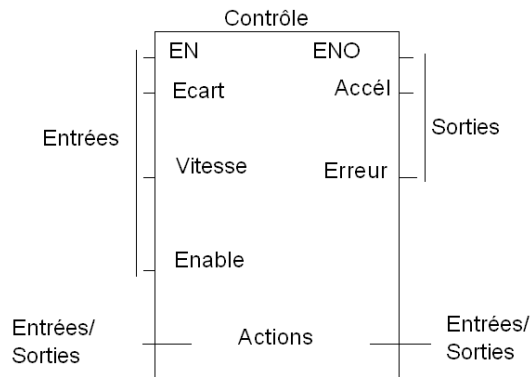 Contrôle
EN ENO
Ecart Accél
Entrées Sorties
Vitesse Erreur
Enable
Entrées/ Actions Entrées/
Sorties Sorties